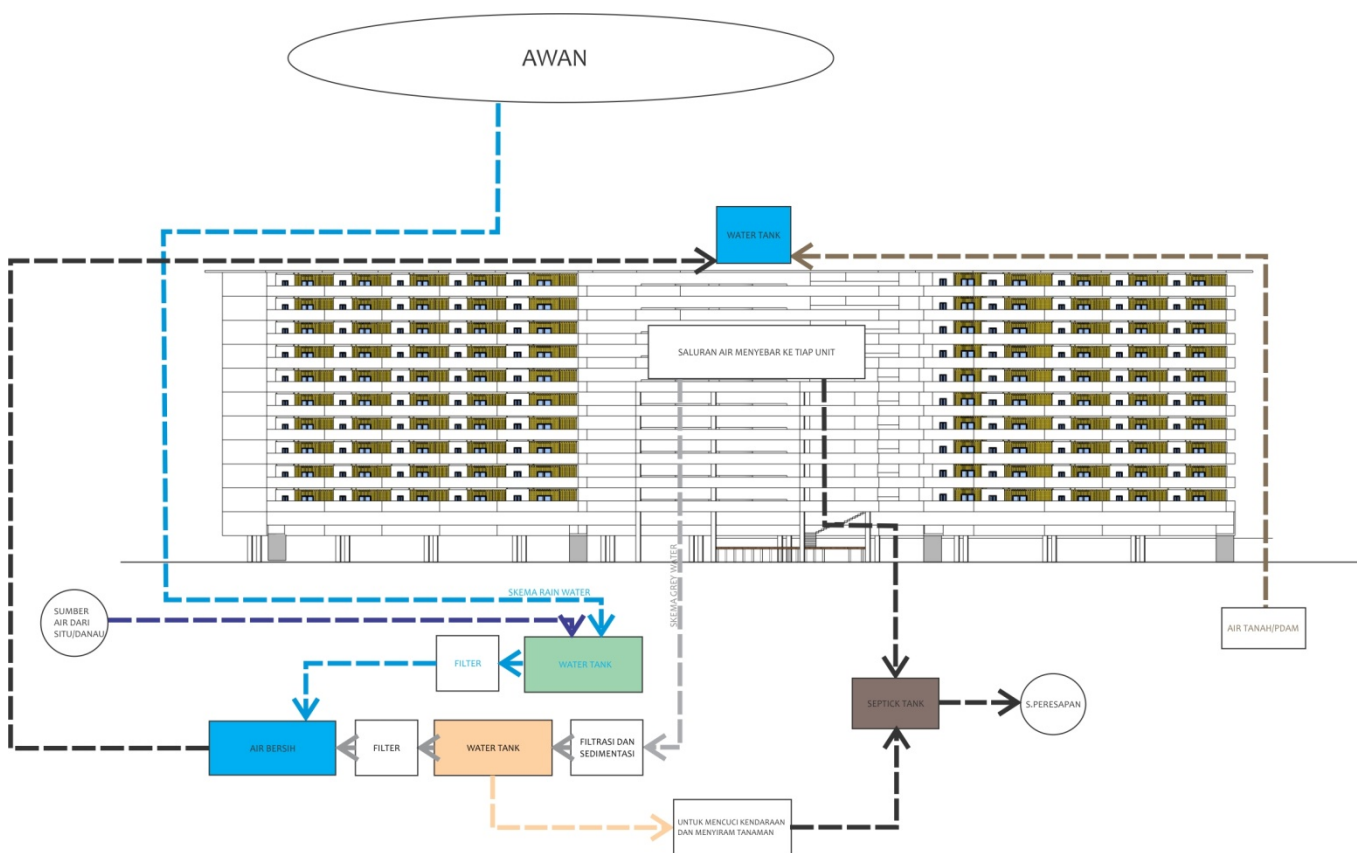 AWAN
WATER TANK
SALURAN AIR MENYEBAR KE TIAP UNIT
SKEMA GREY WATER
SKEMA RAIN WATER
SUMBER
AIR DARI
SITU/DANAU
AIR TANAH/PDAM
FILTER
WATER TANK
SEPTICK TANK
S.PERESAPAN
AIR BERSIH
FILTER
WATER TANK
FILTRASI DAN
SEDIMENTASI
UNTUK MENCUCI KENDARAAN
DAN MENYIRAM TANAMAN